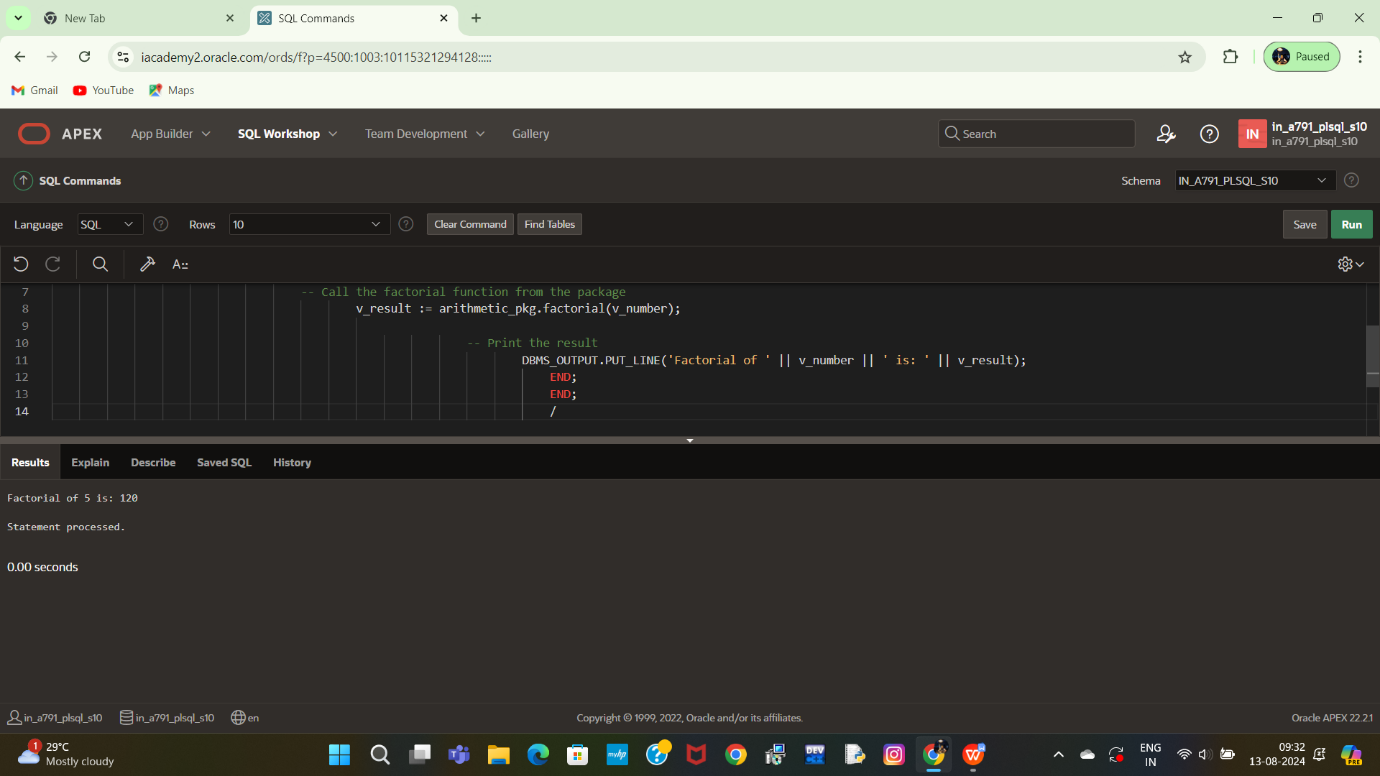 New Tab
SQL Commands
iacademy2.oracle.com/ords/f?p=4500:1003:10115321294128:::::
Paused
Gmail
YouTube
Maps
APEX
App Builder
SQL Workshop
Team Development
Gallery
Search
IN
in_a791_plsql_s10
in_a791_plsql_s10
SQL Commands
Schema
IN_A791_PLSQL_S10
Language
SQL
Rows
10
Clear Command
Find Tables
Save
Run
A::
7 -- Call the factorial function from the package
8 v_result := arithmetic_pkg.factorial(v_number);
9
10 -- Print the result
11 DBMS_OUTPUT.PUT_LINE('Factorial of ' || v_number || ' is: ' || v_result);
12 END;
13 END;
14 /
Results
Explain
Describe
Saved SQL
History
Factorial of 5 is: 120
Statement processed.
0.00 seconds
in_a791_plsql_s10
in_a791_plsql_s10
en
Copyright © 1999, 2022, Oracle and/or its affiliates.
Oracle APEX 22.2.1
1
29°C
Mostly cloudy
myhp
DEV
ENG
IN
09:32
13-08-2024
PRE